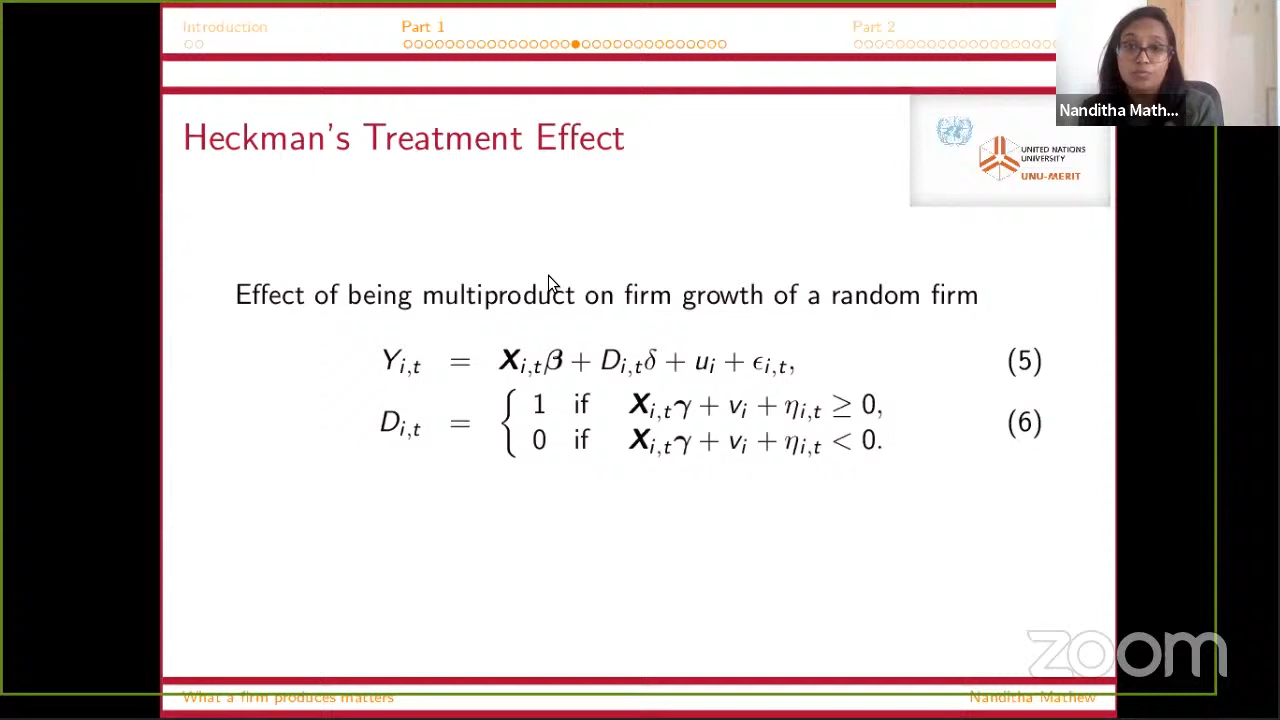 Introduction
Part 1
Part 2
Nanditha Math...
Heckman's Treatment Effect
UNITED NATIONS
UNIVERSITY
UNU-MERIT
Effect of being multiproduct on firm growth of a random firm
Y_{i,t} = X_{i,t}β + D_{i,t}δ + u_i + ϵ_{i,t}, (5)
D_{i,t} = { 1 if X_{i,t}γ + v_i + η_{i,t} ≥ 0,
0 if X_{i,t}γ + v_i + η_{i,t} < 0. (6)
zoom
What a firm produces matters
Nanditha Mathew